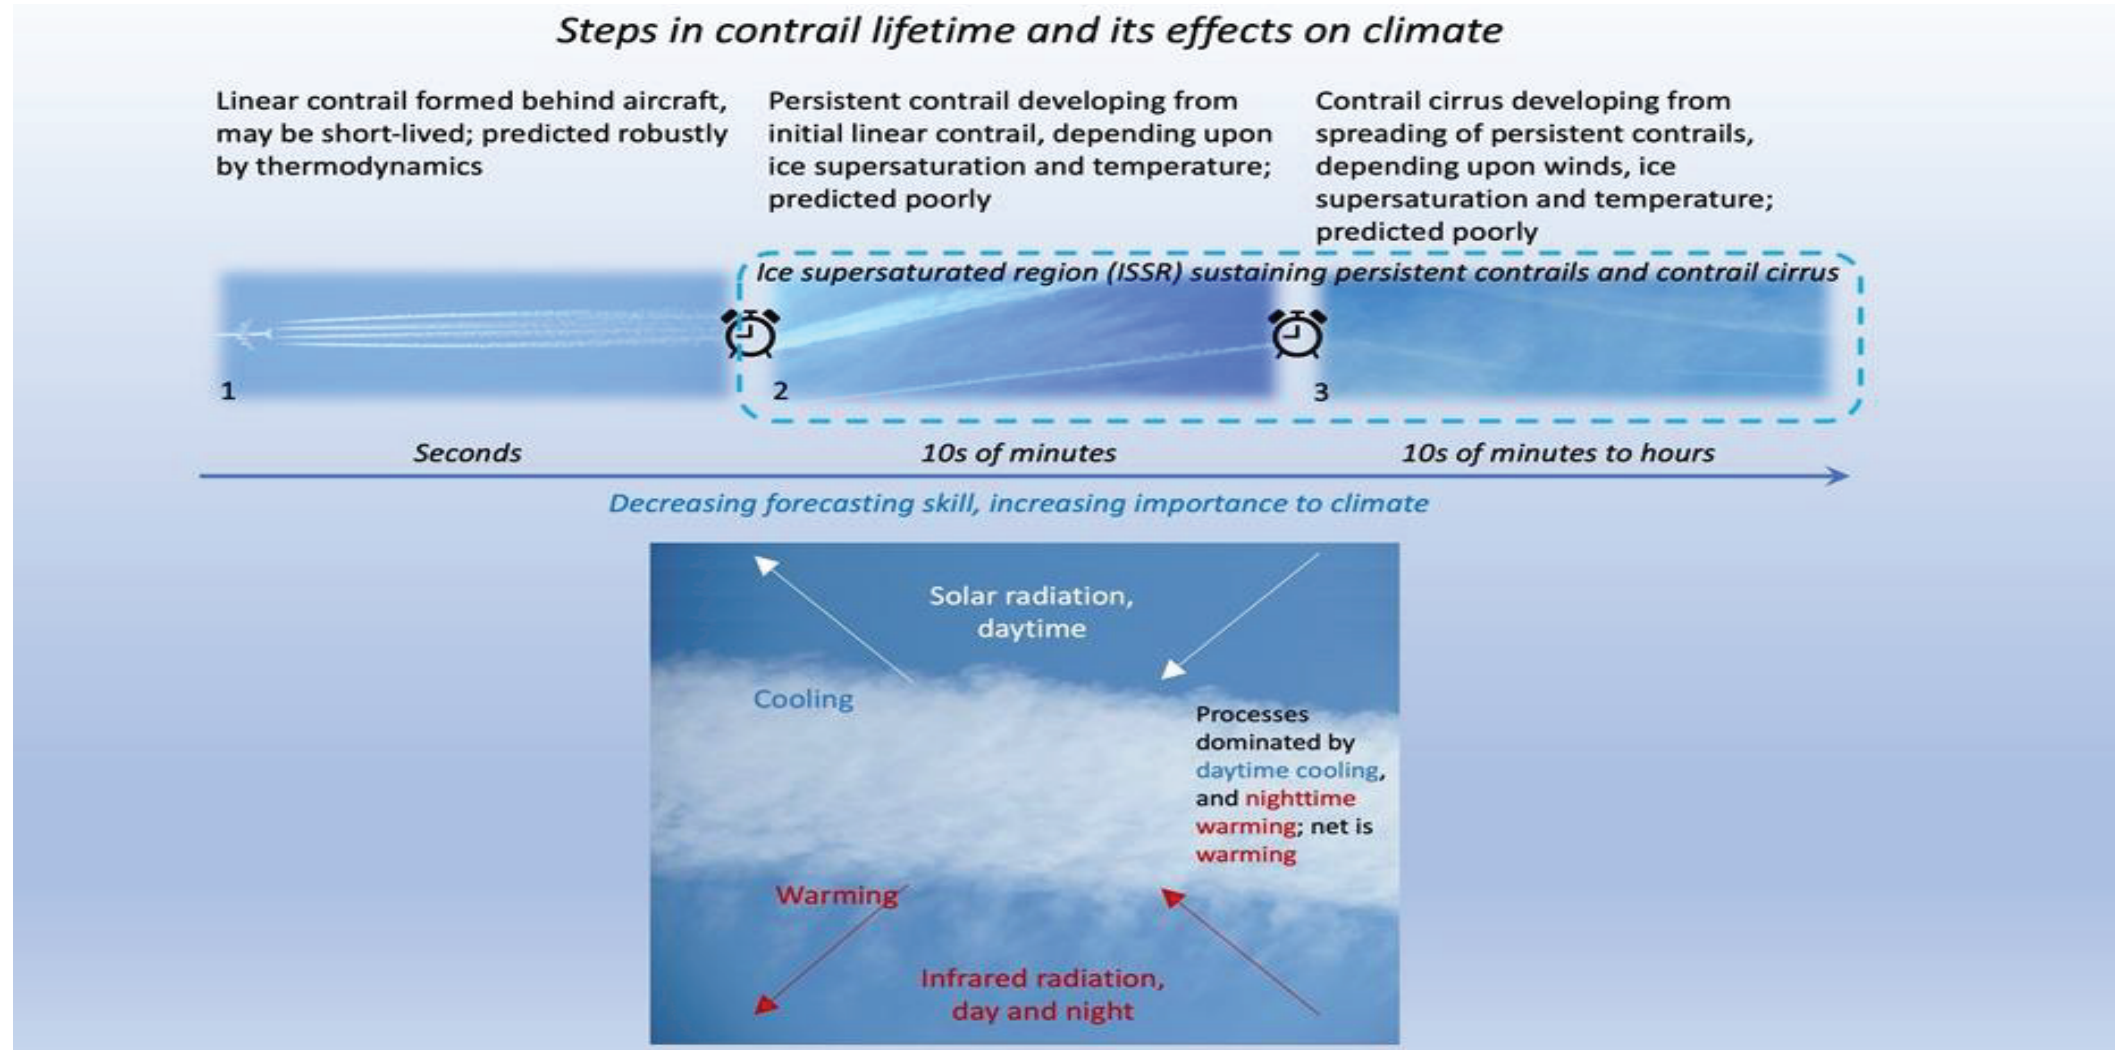 Steps in contrail lifetime and its effects on climate
Linear contrail formed behind aircraft,
may be short-lived; predicted robustly
by thermodynamics
Persistent contrail developing from
initial linear contrail, depending upon
ice supersaturation and temperature;
predicted poorly
Contrail cirrus developing from
spreading of persistent contrails,
depending upon winds, ice
supersaturation and temperature;
predicted poorly
Ice supersaturated region (ISSR) sustaining persistent contrails and contrail cirrus
1
2
3
Seconds
10s of minutes
10s of minutes to hours
Decreasing forecasting skill, increasing importance to climate
Solar radiation,
daytime
Cooling
Processes
dominated by
daytime cooling,
and nighttime
warming; net is
warming
Warming
Infrared radiation,
day and night